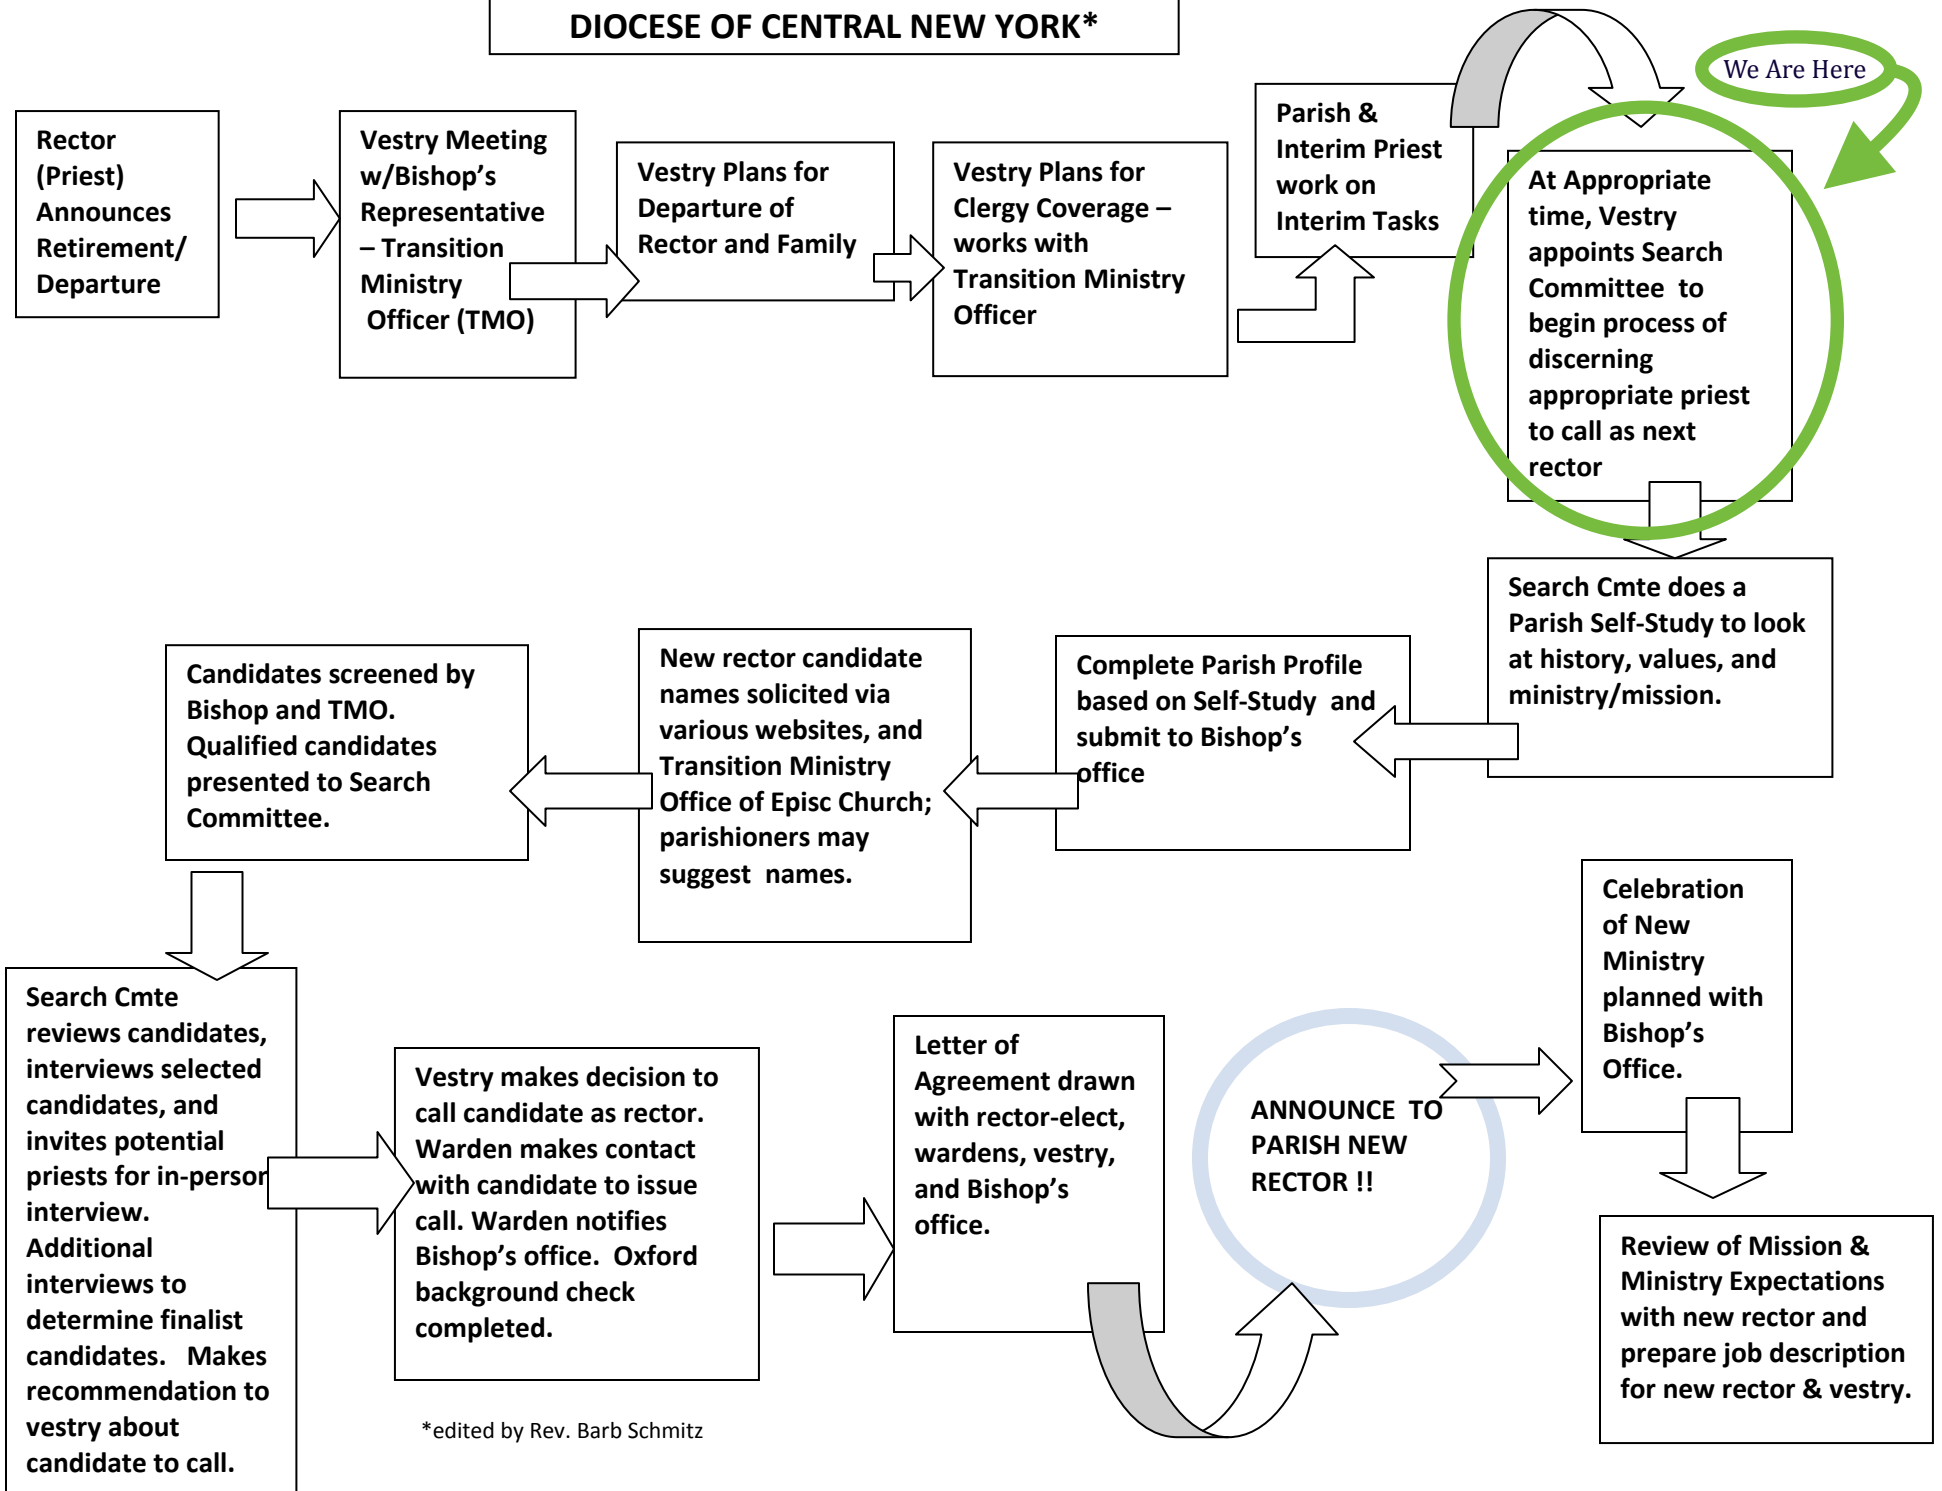 DIOCESE OF CENTRAL NEW YORK*
We Are Here
Rector
(Priest)
Announces
Retirement/
Departure
Vestry Meeting
w/Bishop’s
Representative
– Transition
Ministry
Officer (TMO)
Vestry Plans for
Departure of
Rector and Family
Vestry Plans for
Clergy Coverage –
works with
Transition Ministry
Officer
Parish &
Interim Priest
work on
Interim Tasks
At Appropriate
time, Vestry
appoints Search
Committee  to
begin process of
discerning
appropriate priest
to call as next
rector
Search Cmte does a
Parish Self-Study to look
at history, values, and
ministry/mission.
Complete Parish Profile
based on Self-Study  and
submit to Bishop’s
office
New rector candidate
names solicited via
various websites, and
Transition Ministry
Office of Episc Church;
parishioners may
suggest  names.
Candidates screened by
Bishop and TMO.
Qualified candidates
presented to Search
Committee.
Search Cmte
reviews candidates,
interviews selected
candidates, and
invites potential
priests for in-person
interview.
Additional
interviews to
determine finalist
candidates.   Makes
recommendation to
vestry about
candidate to call.
Vestry makes decision to
call candidate as rector.
Warden makes contact
with candidate to issue
call. Warden notifies
Bishop’s office.  Oxford
background check
completed.
Letter of
Agreement drawn
with rector-elect,
wardens, vestry,
and Bishop’s
office.
ANNOUNCE  TO
PARISH NEW
RECTOR !!
Celebration
of New
Ministry
planned with
Bishop’s
Office.
Review of Mission &
Ministry Expectations
with new rector and
prepare job description
for new rector & vestry.
*edited by Rev. Barb Schmitz